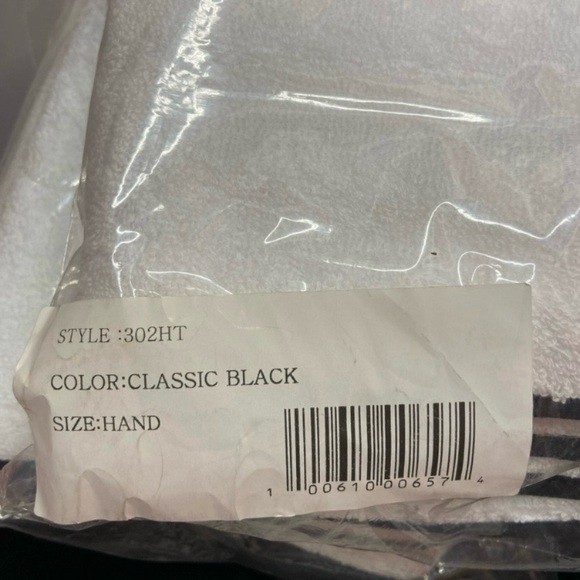 STYLE :302HT
COLOR:CLASSIC BLACK
SIZE:HAND
1 00610 00657 4